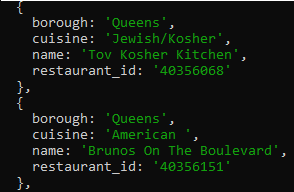 {
borough: 'Queens',
cuisine: 'Jewish/Kosher',
name: 'Tov Kosher Kitchen',
restaurant_id: '40356068'
},
{
borough: 'Queens',
cuisine: 'American ',
name: 'Brunos On The Boulevard',
restaurant_id: '40356151'
},